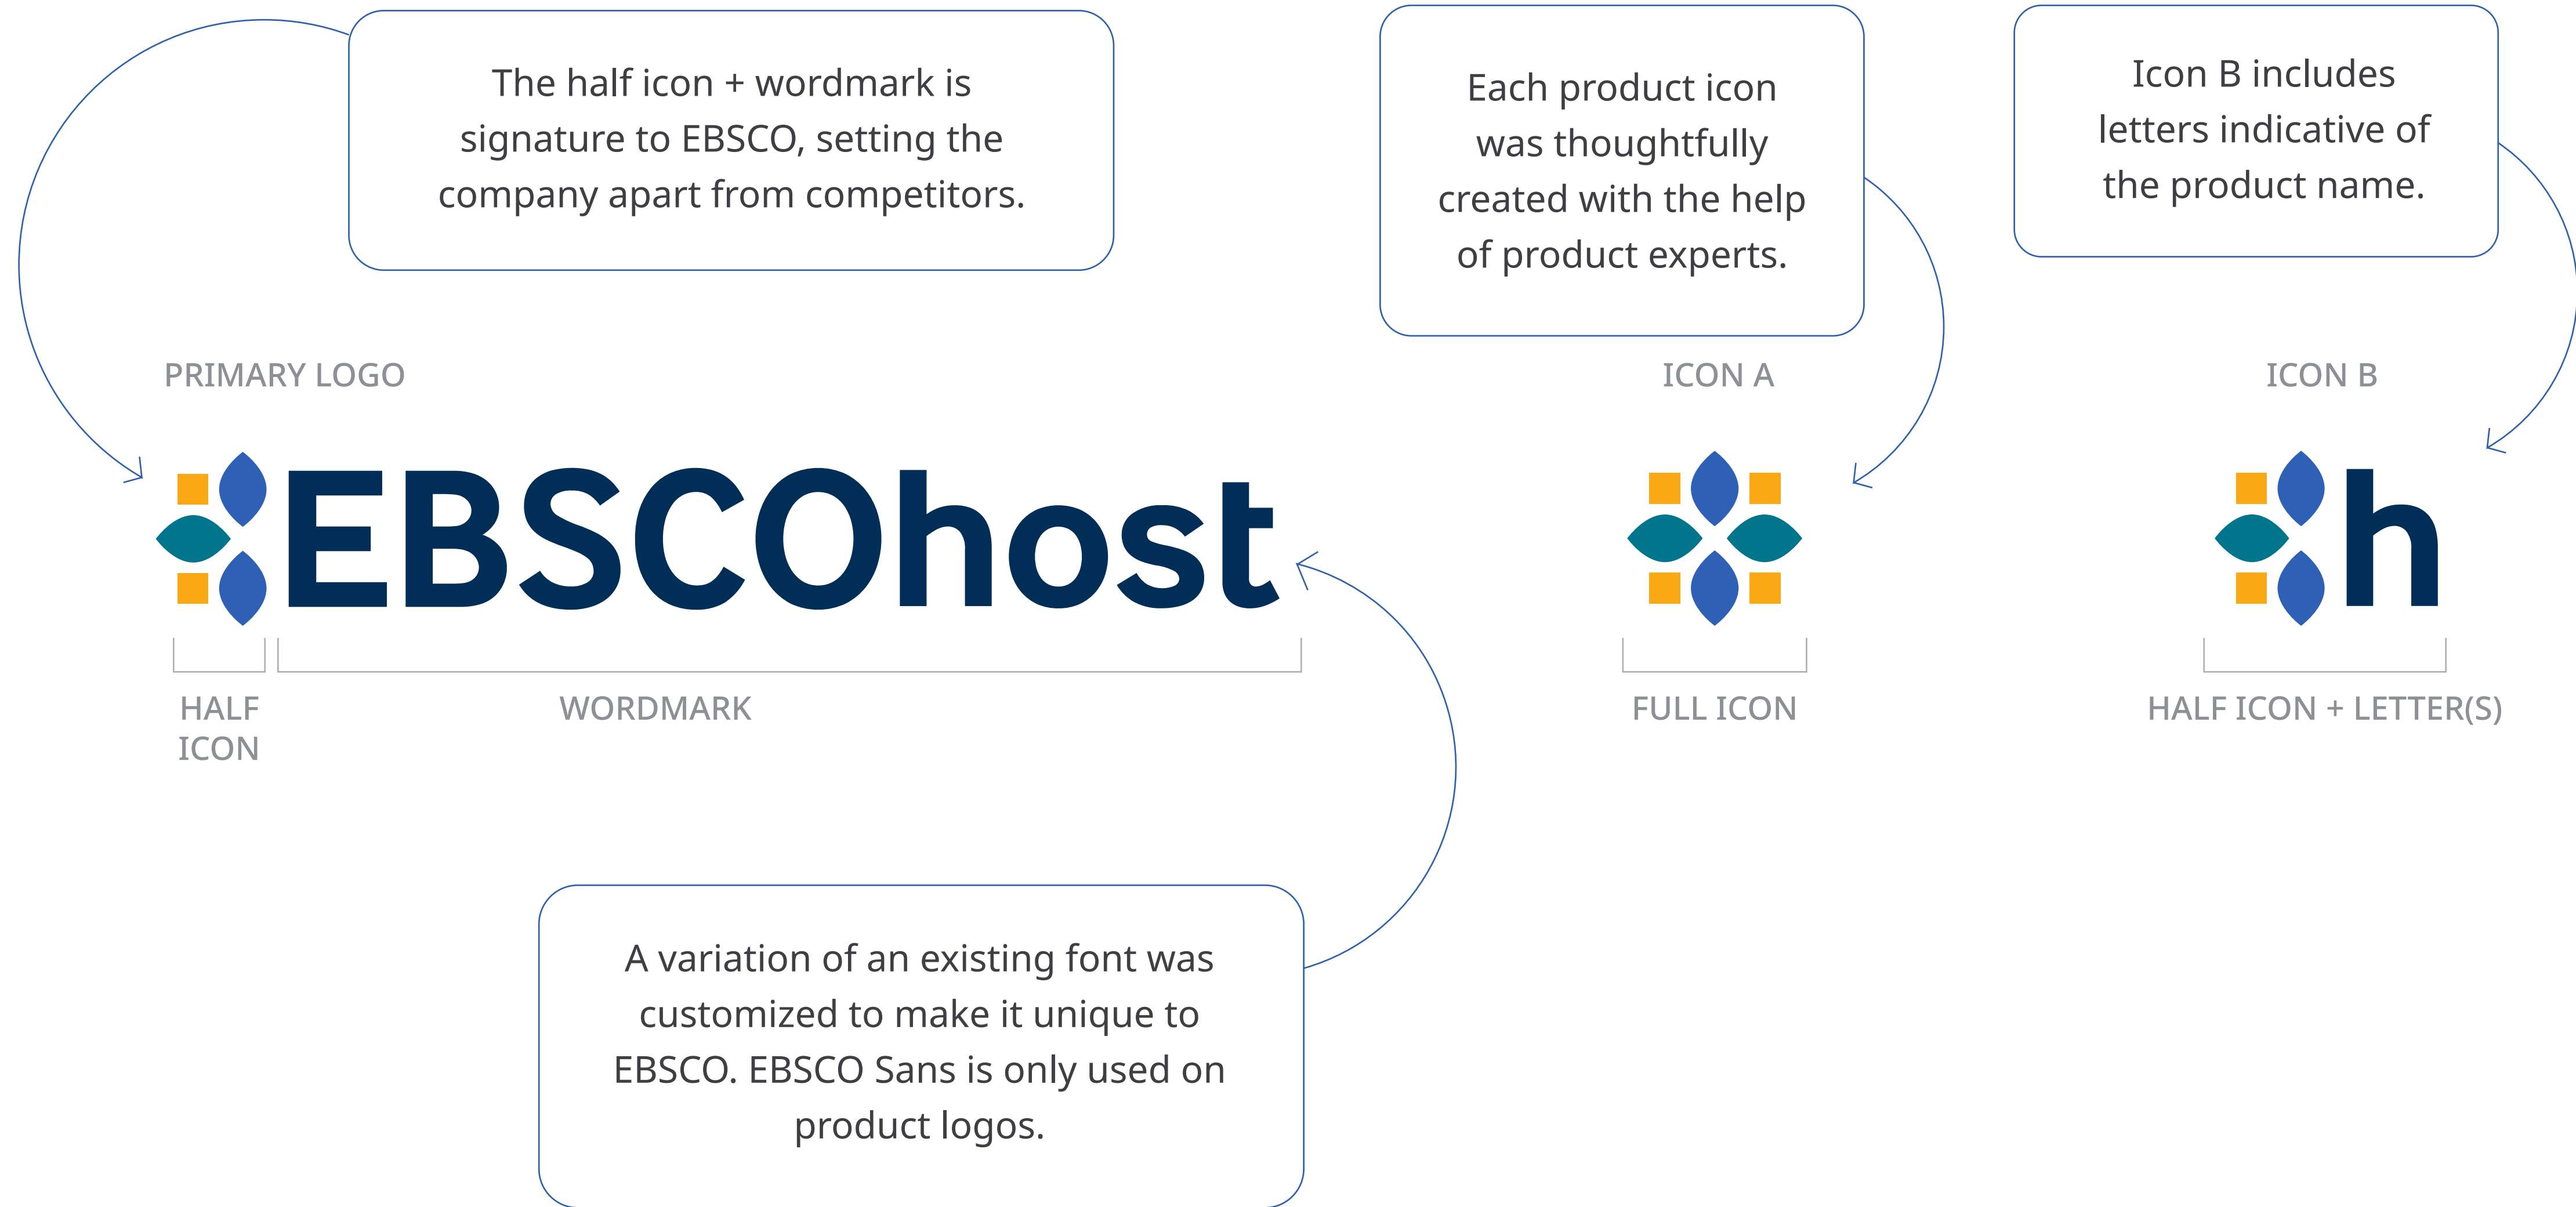 The half icon + wordmark is
signature to EBSCO, setting the
company apart from competitors.
Each product icon
was thoughtfully
created with the help
of product experts.
Icon B includes
letters indicative of
the product name.
PRIMARY LOGO
ICON A
ICON B
EBSCOhost
h
HALF
ICON
WORDMARK
FULL ICON
HALF ICON + LETTER(S)
A variation of an existing font was
customized to make it unique to
EBSCO. EBSCO Sans is only used on
product logos.